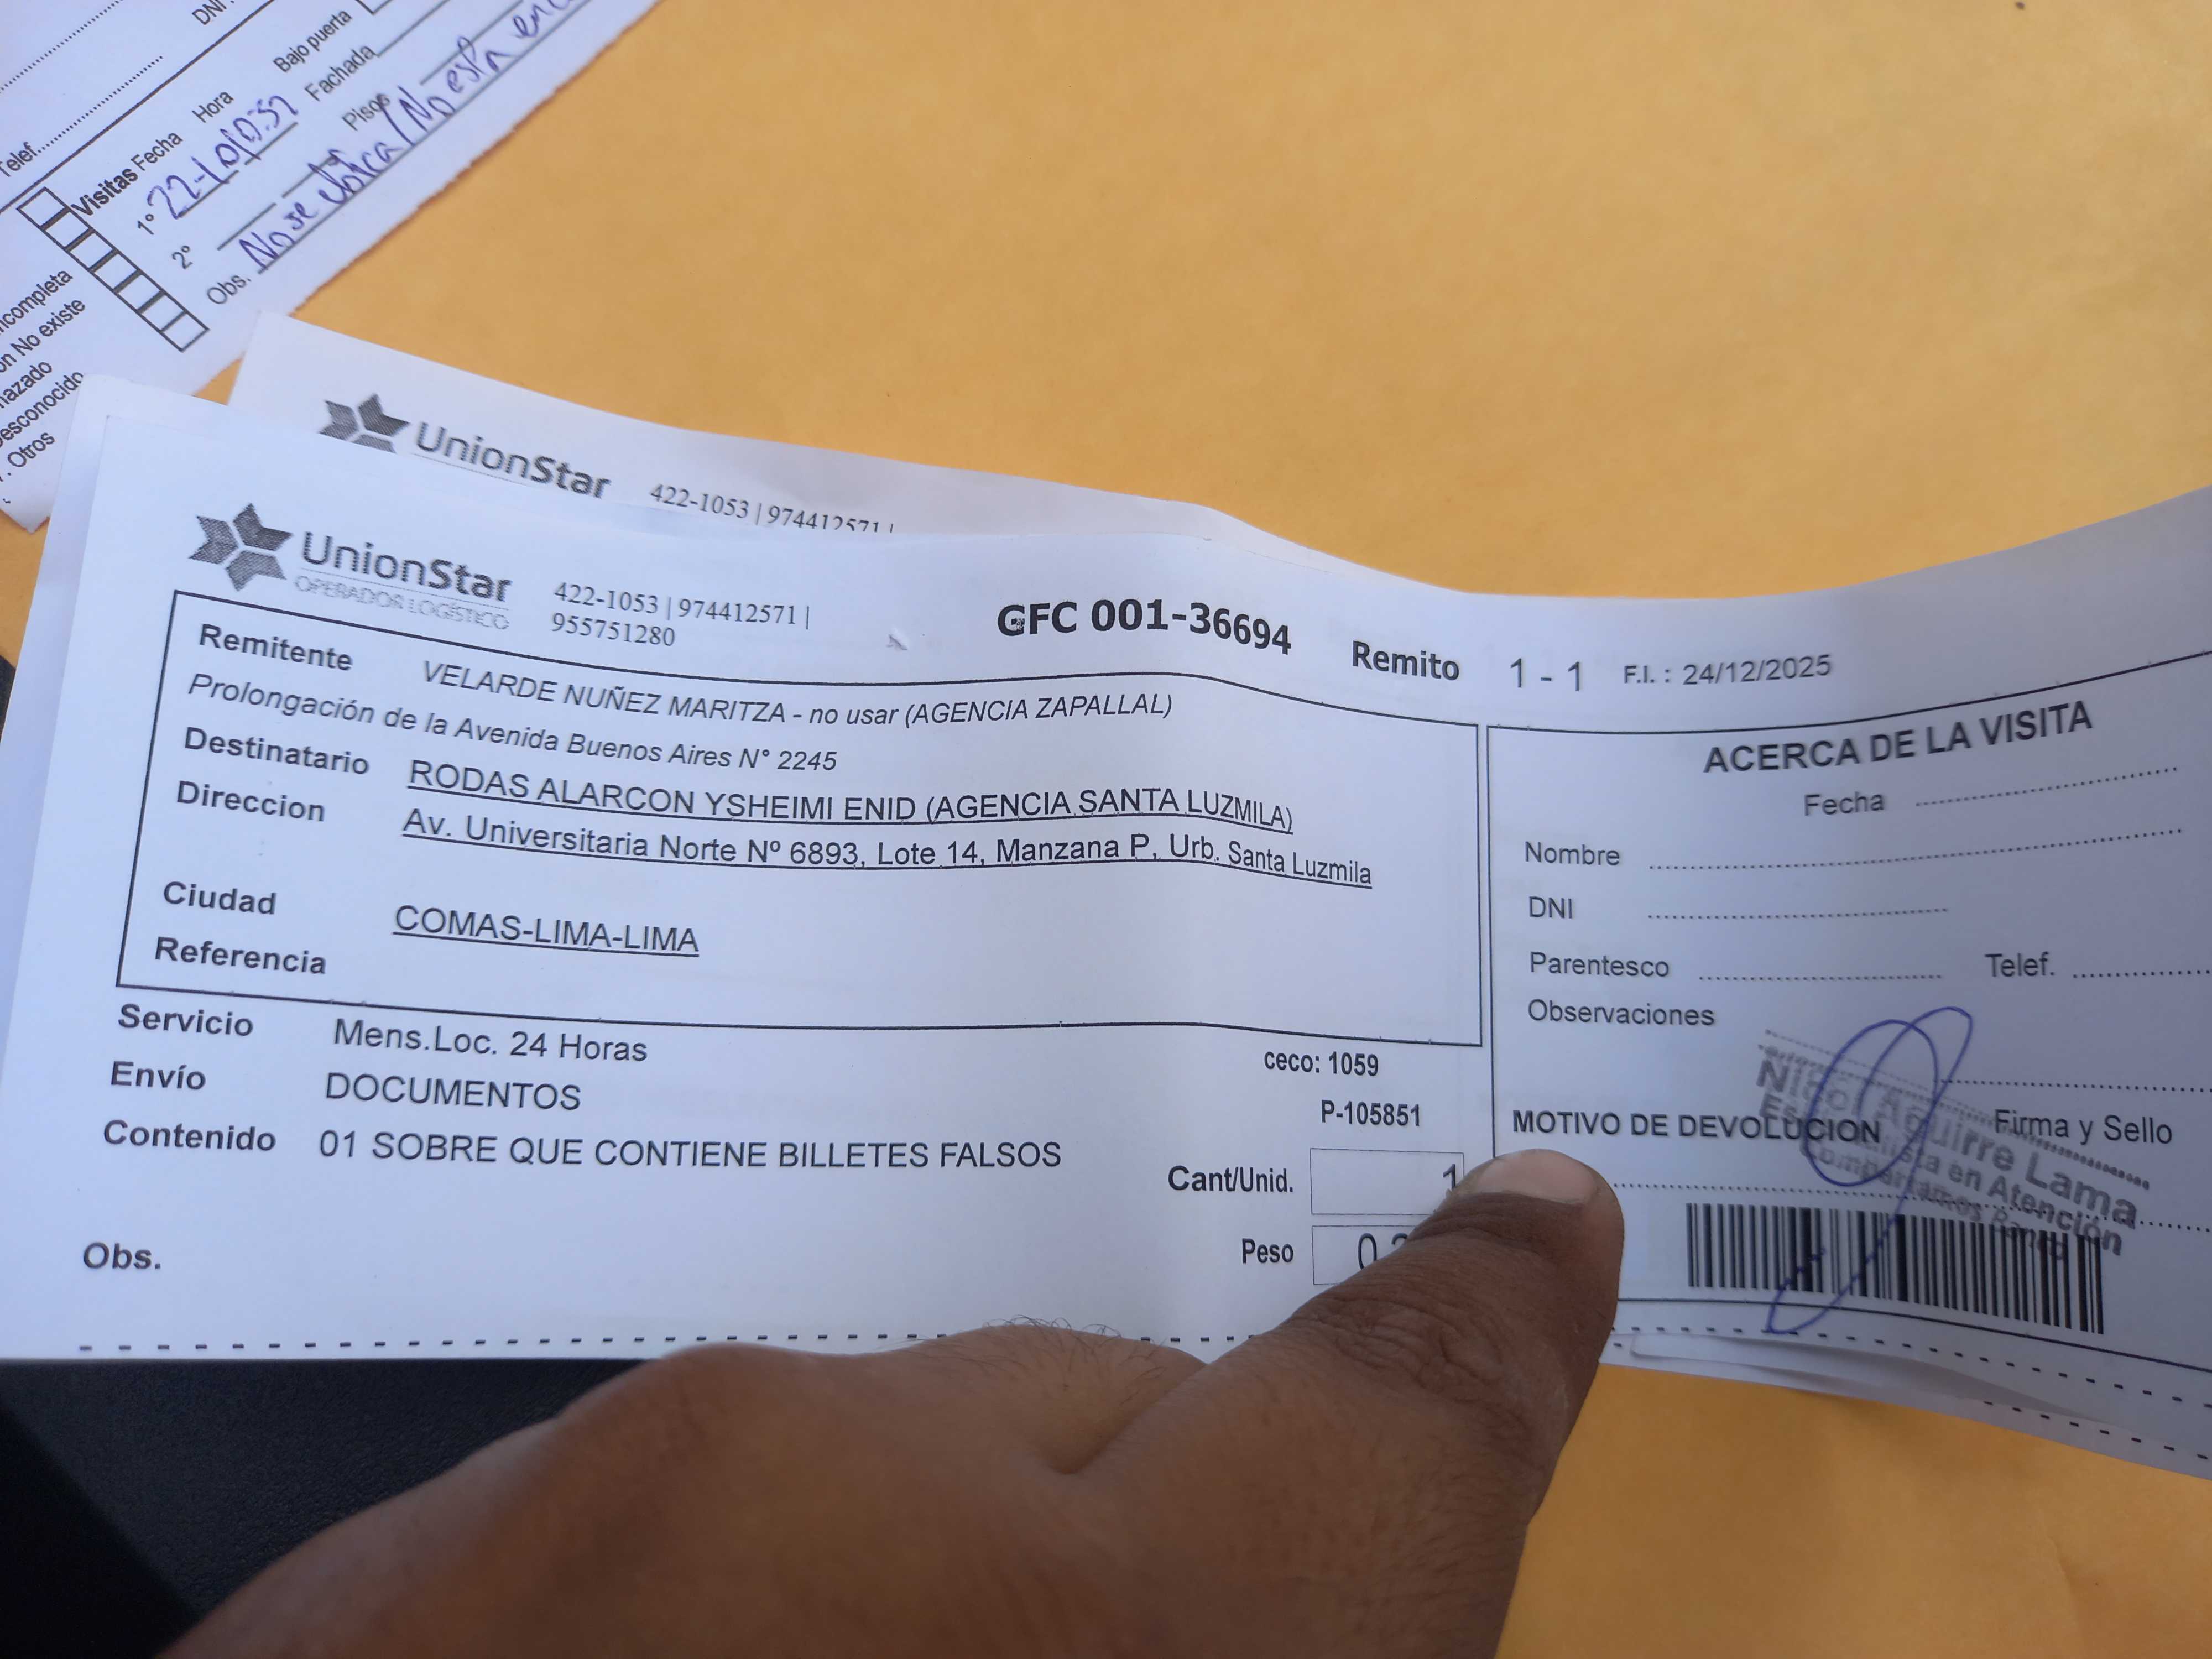 DNI
Telef.
Visitas Fecha Hora Bajo puerta
1° 22-10 10:32 Fachada
2° Pisos
Obs. No se ubica / No esta
incompleta
No existe
esconocido
Otros
UnionStar
422-1053 | 974412571 |
UnionStar
OPERADOR LOGÍSTICO
422-1053 | 974412571 |
955751280
GFC 001-36694
Remito 1 - 1 F.I. : 24/12/2025
Remitente VELARDE NUÑEZ MARITZA - no usar (AGENCIA ZAPALLAL)
Prolongación de la Avenida Buenos Aires N° 2245
Destinatario RODAS ALARCON YSHEIMI ENID (AGENCIA SANTA LUZMILA)
Direccion Av. Universitaria Norte Nº 6893, Lote 14, Manzana P, Urb. Santa Luzmila
Ciudad COMAS-LIMA-LIMA
Referencia
Servicio Mens.Loc. 24 Horas
Envío DOCUMENTOS
Contenido 01 SOBRE QUE CONTIENE BILLETES FALSOS
Obs.
ceco: 1059
P-105851
Cant/Unid. 1
Peso 0
ACERCA DE LA VISITA
Fecha
Nombre
DNI
Parentesco Telef.
Observaciones
Firma y Sello
MOTIVO DE DEVOLUCION
Aguirre Lama
en Atención